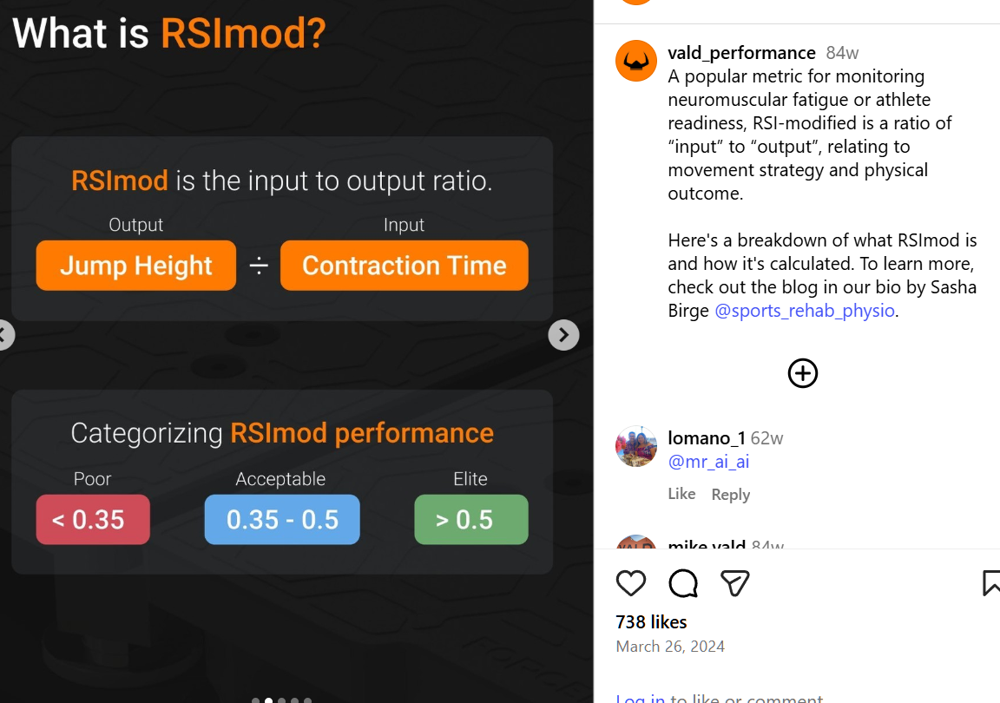 What is RSImod?
RSImod is the input to output ratio.
Output
Input
Jump Height ÷ Contraction Time
Categorizing RSImod performance
Poor
Acceptable
Elite
< 0.35
0.35 - 0.5
> 0.5
vald_performance 84w
A popular metric for monitoring
neuromuscular fatigue or athlete
readiness, RSI-modified is a ratio of
“input” to “output”, relating to
movement strategy and physical
outcome.
Here's a breakdown of what RSImod is
and how it's calculated. To learn more,
check out the blog in our bio by Sasha
Birge @sports_rehab_physio.
lomano_1 62w
@mr_ai_ai
Like Reply
mike.vald 84w
738 likes
March 26, 2024
Log in to like or comment